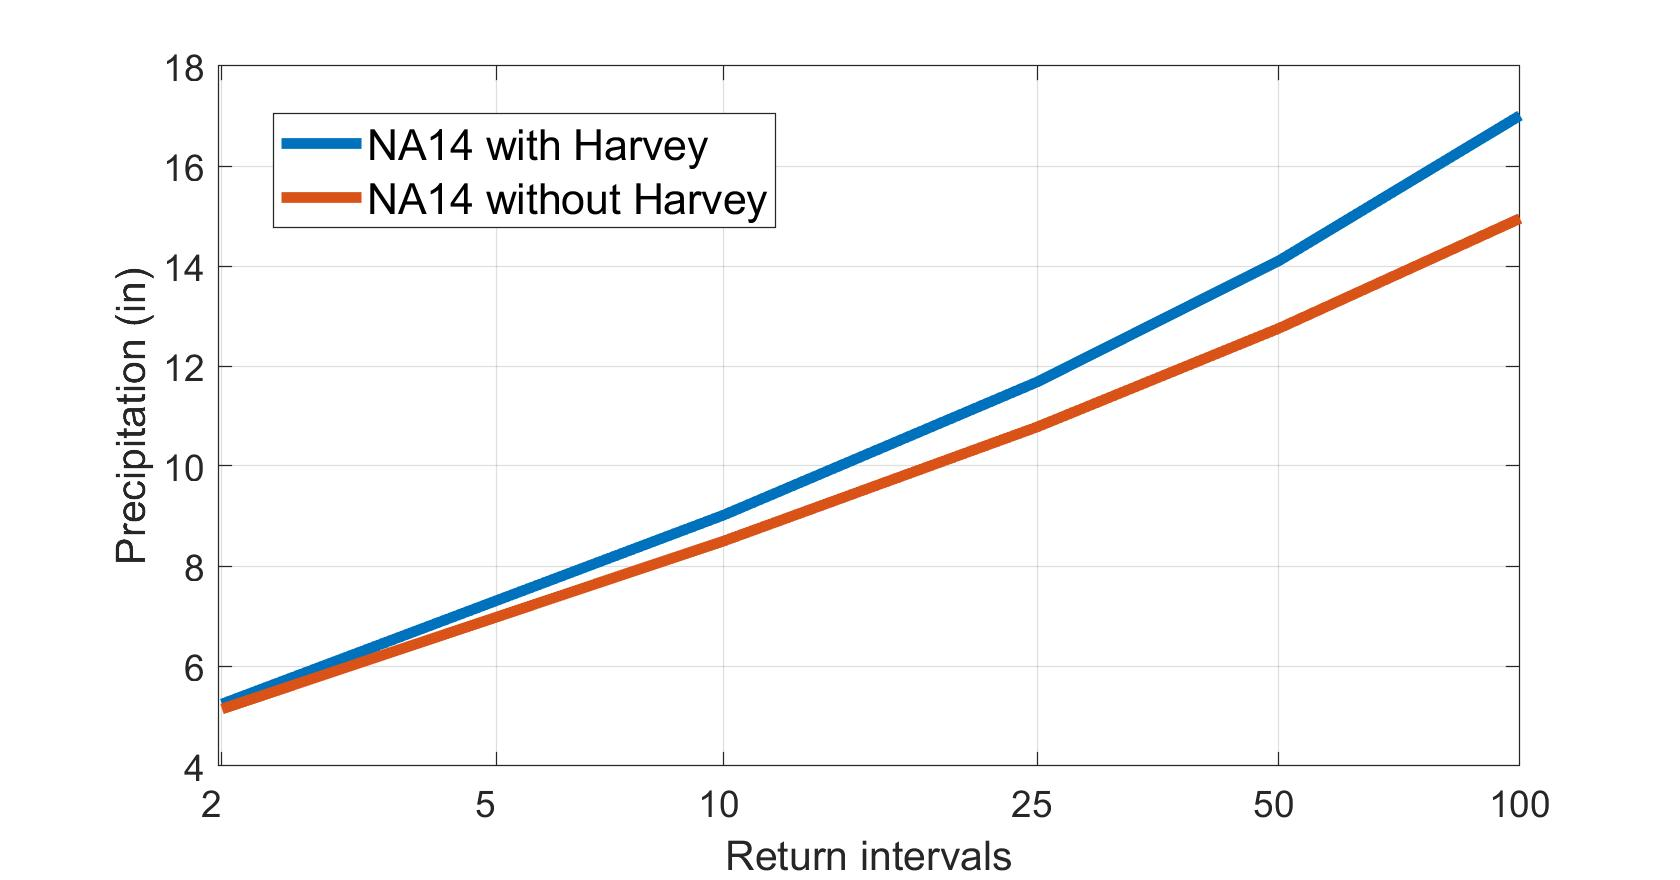 18
16
14
12
10
8
6
4
Precipitation (in)
NA14 with Harvey
NA14 without Harvey
2 5 10 25 50 100
Return intervals